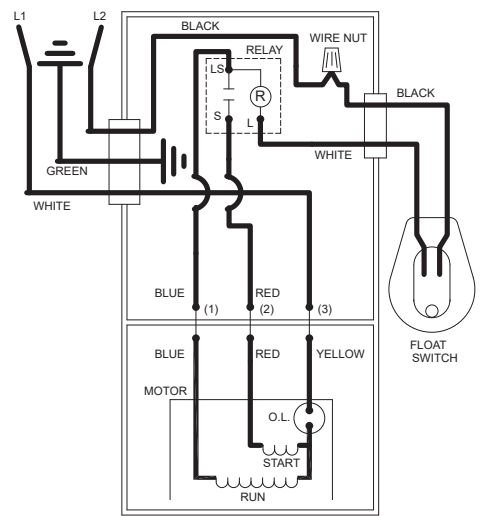 L1
L2
BLACK
WIRE NUT
RELAY
LS
R
S
L
BLACK
WHITE
GREEN
WHITE
BLUE
RED
(1)
(2)
(3)
FLOAT
SWITCH
BLUE
RED
YELLOW
MOTOR
O.L.
START
RUN